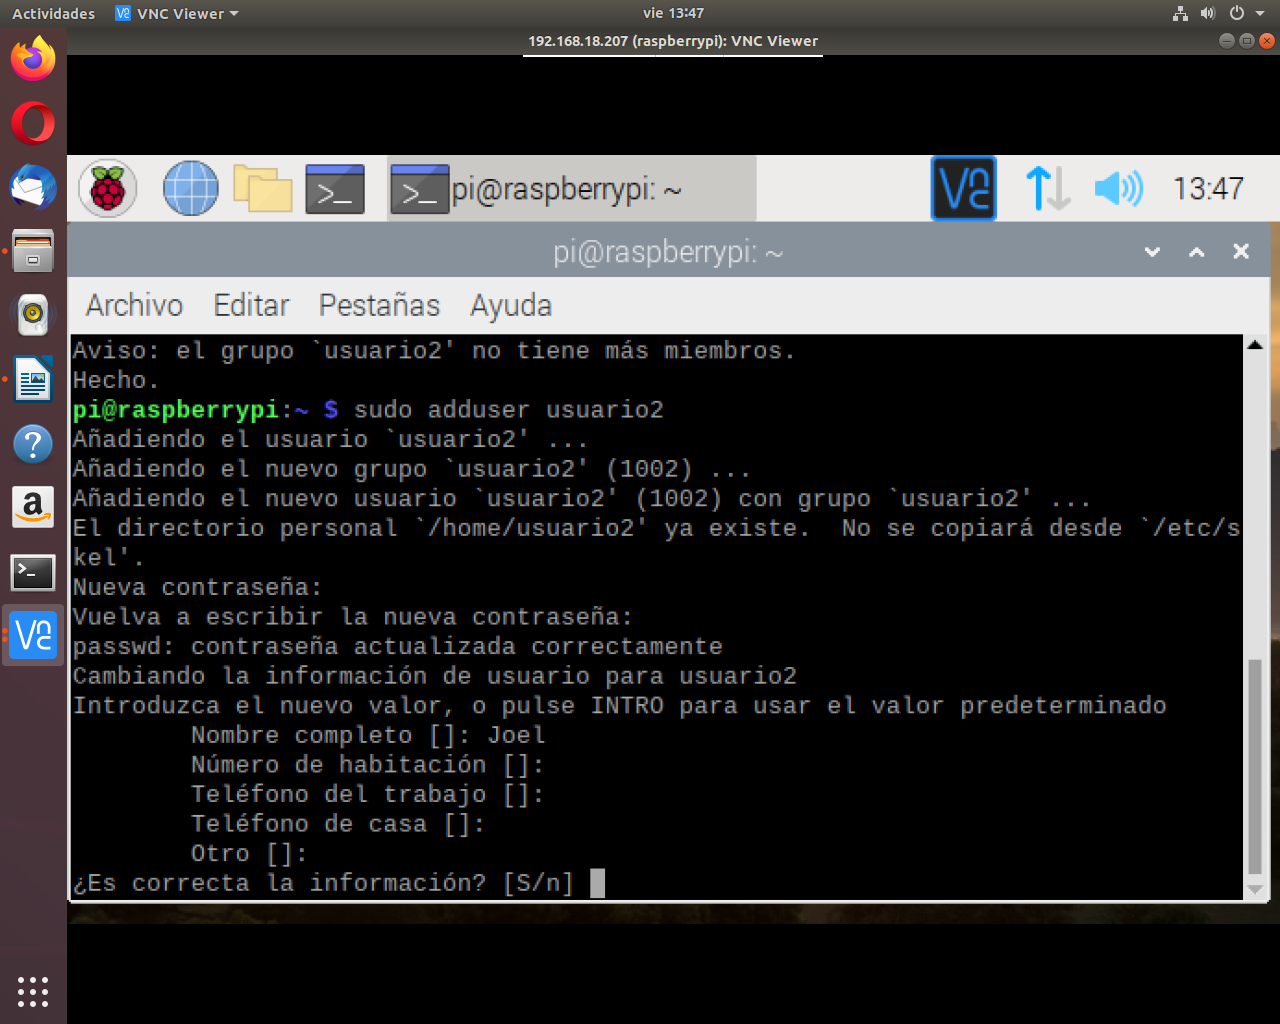 Actividades
VNC Viewer
vie 13:47
192.168.18.207 (raspberrypi): VNC Viewer
pi@raspberrypi: ~
13:47
pi@raspberrypi: ~
Archivo Editar Pestañas Ayuda
Aviso: el grupo `usuario2' no tiene más miembros.
Hecho.
pi@raspberrypi:~ $ sudo adduser usuario2
Añadiendo el usuario `usuario2' ...
Añadiendo el nuevo grupo `usuario2' (1002) ...
Añadiendo el nuevo usuario `usuario2' (1002) con grupo `usuario2' ...
El directorio personal `/home/usuario2' ya existe.  No se copiará desde `/etc/s
kel'.
Nueva contraseña:
Vuelva a escribir la nueva contraseña:
passwd: contraseña actualizada correctamente
Cambiando la información de usuario para usuario2
Introduzca el nuevo valor, o pulse INTRO para usar el valor predeterminado
Nombre completo []: Joel
Número de habitación []:
Teléfono del trabajo []:
Teléfono de casa []:
Otro []:
¿Es correcta la información? [S/n]